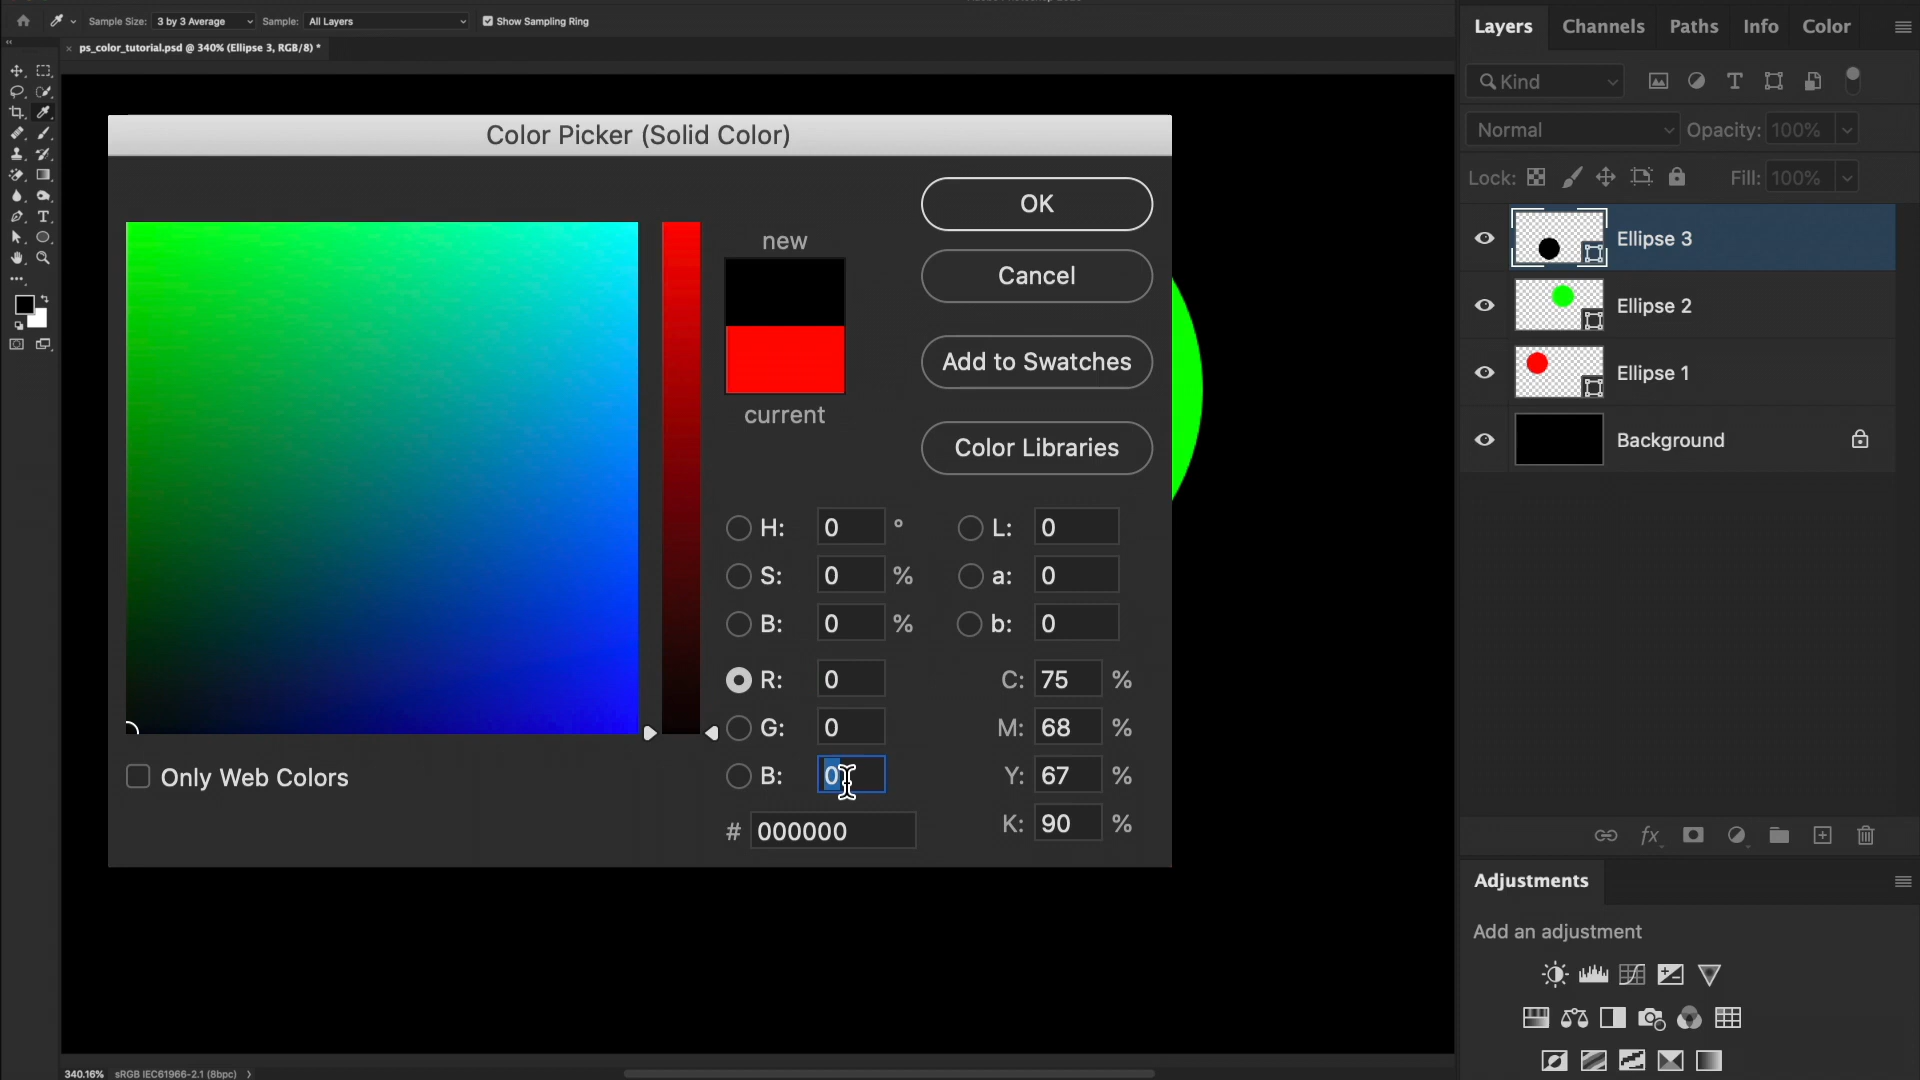 Sample Size: 3 by 3 Average Sample: All Layers Show Sampling Ring
ps_color_tutorial.psd @ 340% (Ellipse 3, RGB/8) *
Color Picker (Solid Color)
new
current
OK
Cancel
Add to Swatches
Color Libraries
H: 0 ° L: 0
S: 0 % a: 0
B: 0 % b: 0
R: 0 C: 75 %
G: 0 M: 68 %
B: 0 Y: 67 %
# 000000 K: 90 %
Only Web Colors
340.16% sRGB IEC61966-2.1 (8bpc)
Layers Channels Paths Info Color
Kind
Normal Opacity: 100%
Lock: Fill: 100%
Ellipse 3
Ellipse 2
Ellipse 1
Background
fx
Adjustments
Add an adjustment